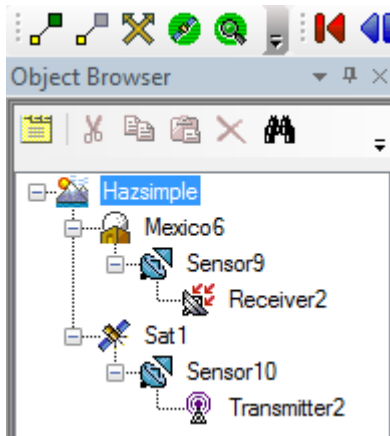 Object Browser
Hazsimple
Mexico6
Sensor9
Receiver2
Sat1
Sensor10
Transmitter2